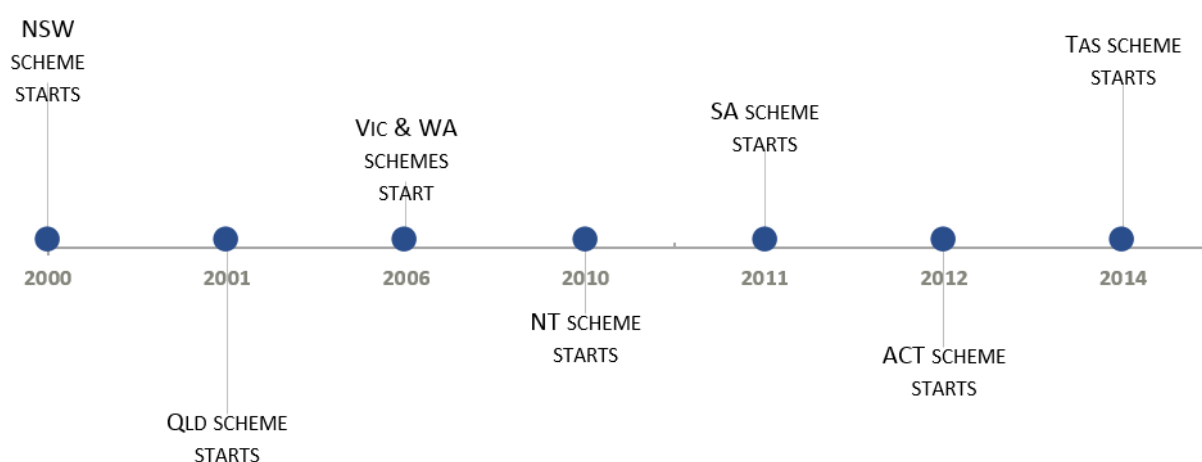 NSW
SCHEME
STARTS
TAS SCHEME
STARTS
VIC & WA
SCHEMES
START
SA SCHEME
STARTS
2000
2001
2006
2010
2011
2012
2014
NT SCHEME
STARTS
ACT SCHEME
STARTS
QLD SCHEME
STARTS